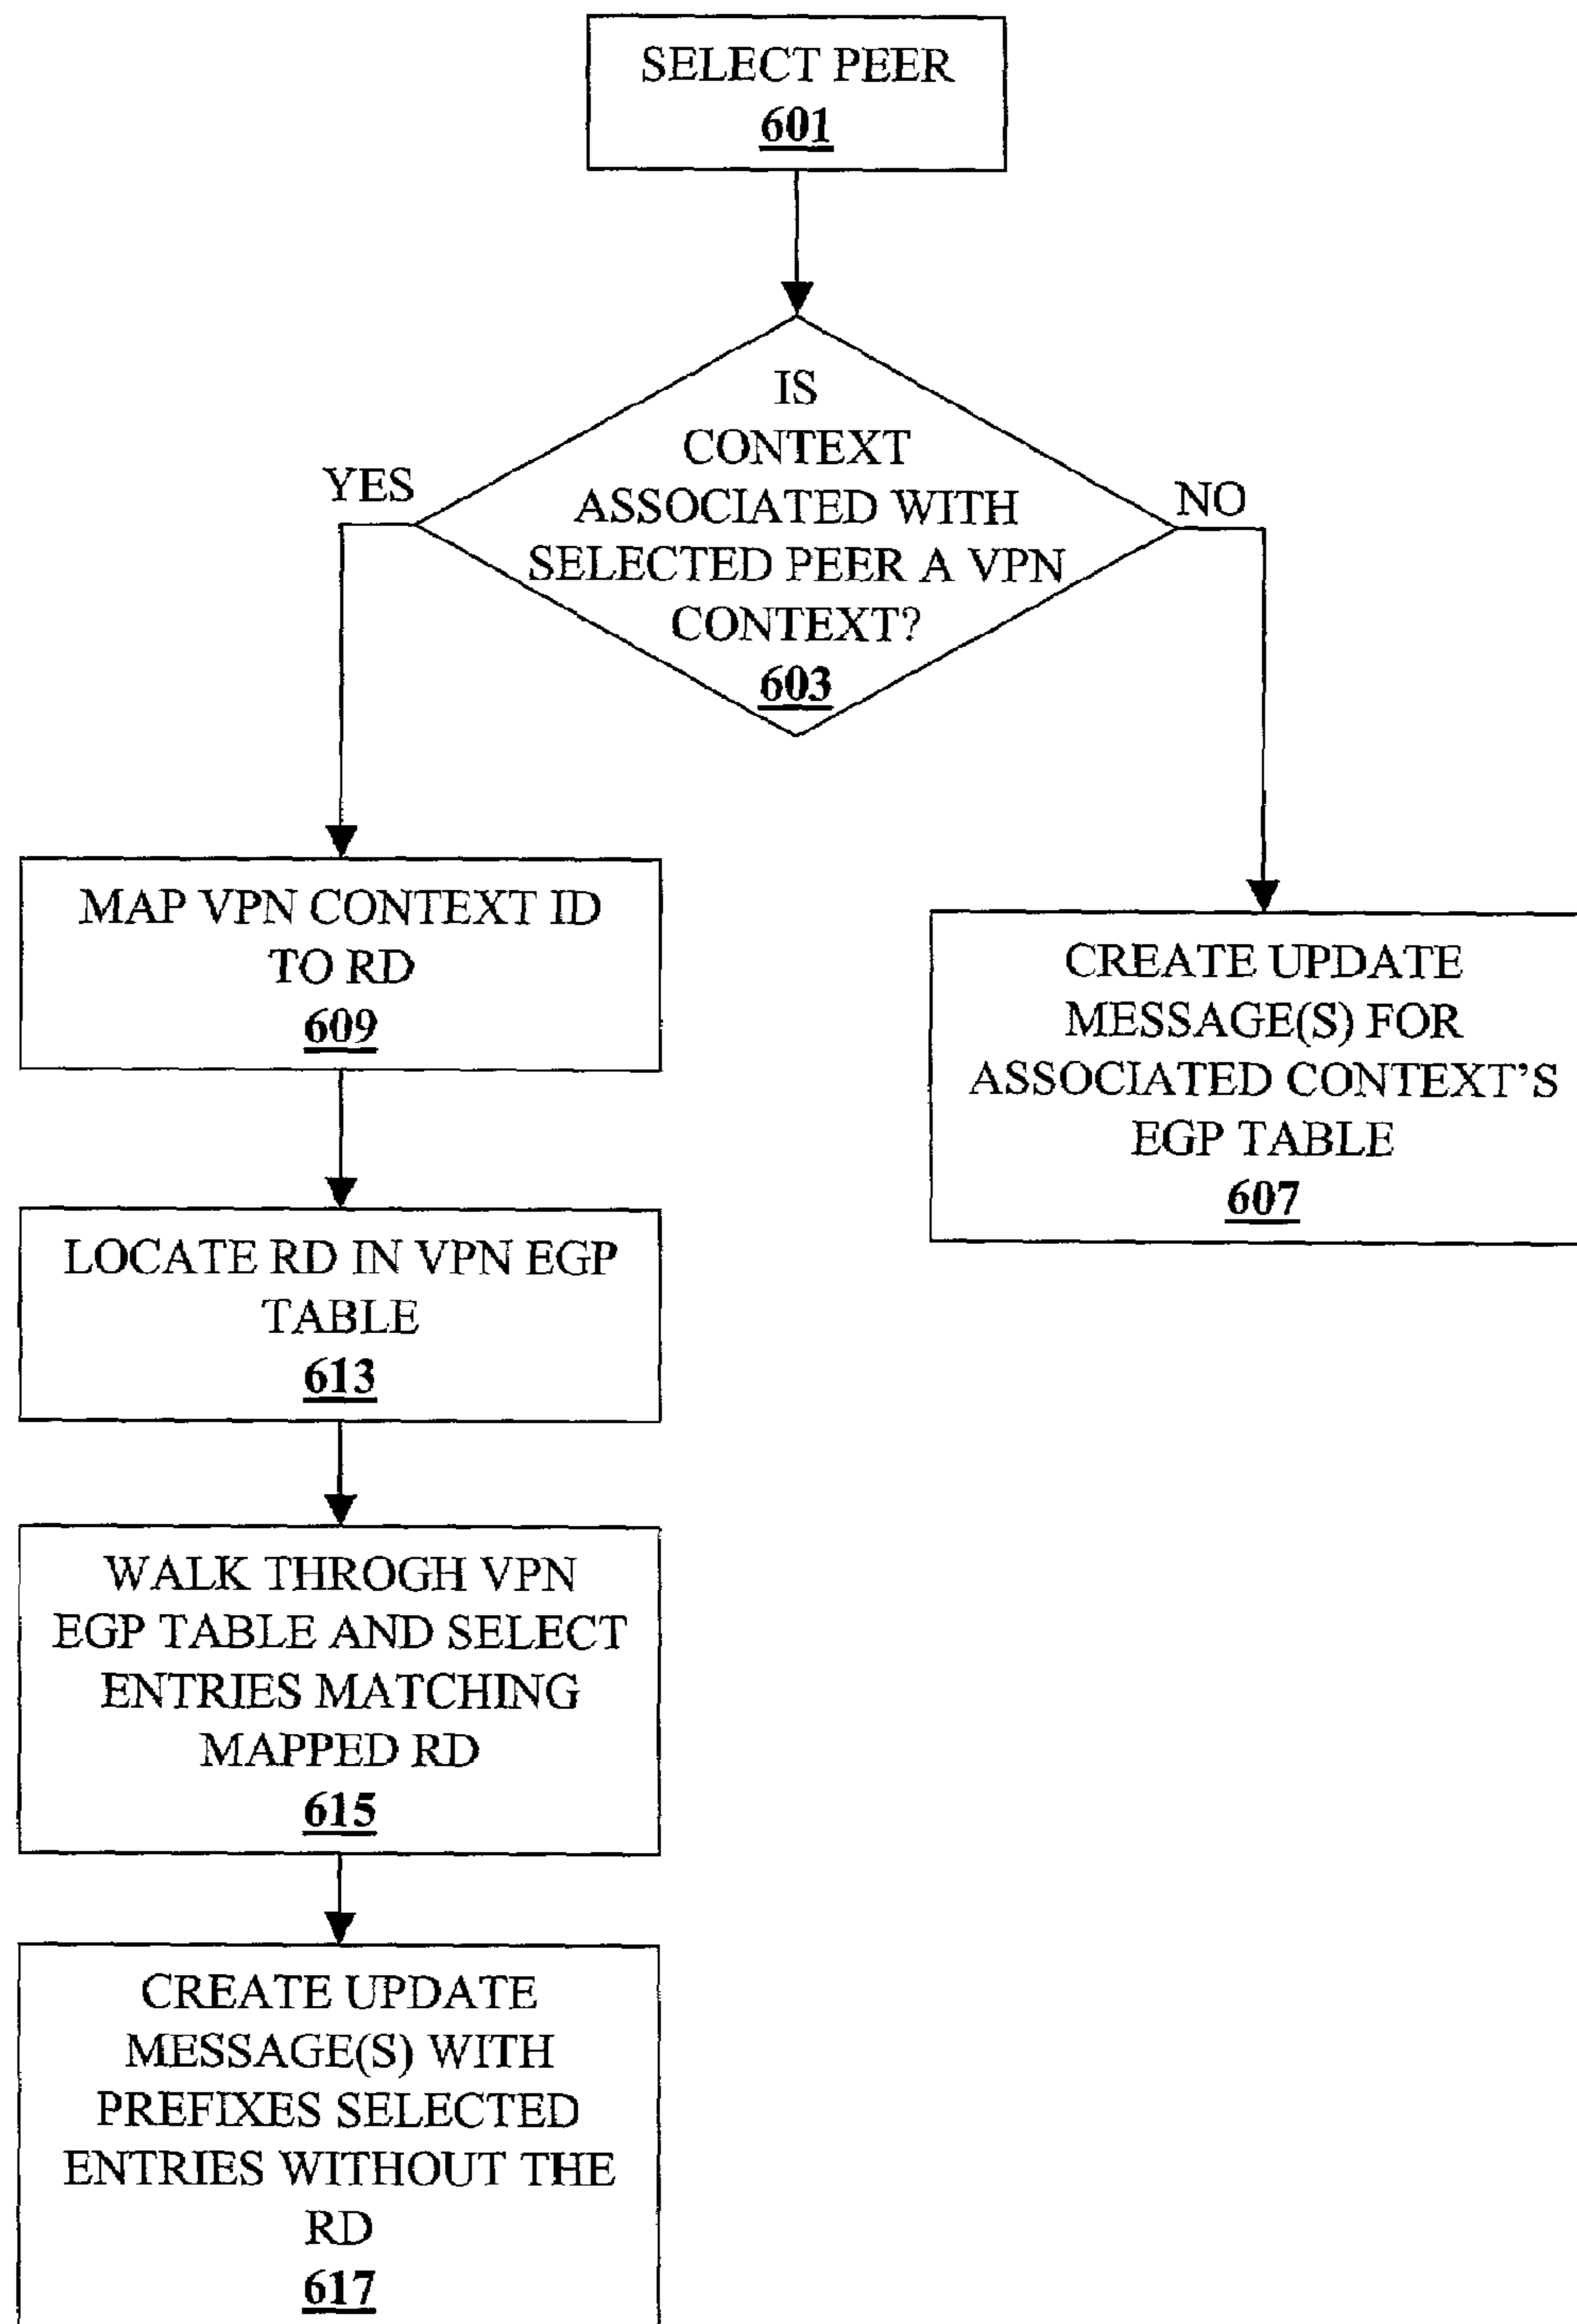 SELECT PEER
601
IS
CONTEXT
ASSOCIATED WITH
SELECTED PEER A VPN
CONTEXT?
603
YES
NO
MAP VPN CONTEXT ID
TO RD
609
CREATE UPDATE
MESSAGE(S) FOR
ASSOCIATED CONTEXT'S
EGP TABLE
607
LOCATE RD IN VPN EGP
TABLE
613
WALK THROGH VPN
EGP TABLE AND SELECT
ENTRIES MATCHING
MAPPED RD
615
CREATE UPDATE
MESSAGE(S) WITH
PREFIXES SELECTED
ENTRIES WITHOUT THE
RD
617